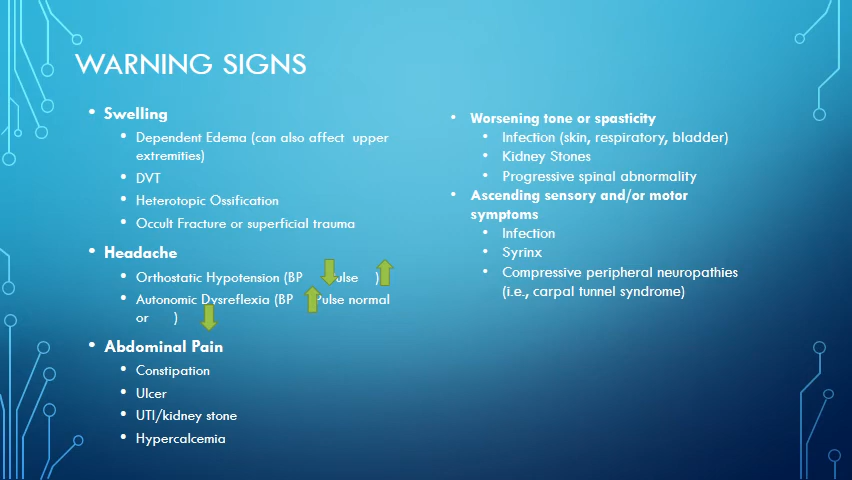 WARNING SIGNS
• Swelling
• Dependent Edema (can also affect upper
extremities)
• DVT
• Heterotopic Ossification
• Occult Fracture or superficial trauma
• Headache
• Orthostatic Hypotension (BP ulse )
• Autonomic Dysreflexia (BP Pulse normal
or )
• Abdominal Pain
• Constipation
• Ulcer
• UTI/kidney stone
• Hypercalcemia
• Worsening tone or spasticity
• Infection (skin, respiratory, bladder)
• Kidney Stones
• Progressive spinal abnormality
• Ascending sensory and/or motor
symptoms
• Infection
• Syrinx
• Compressive peripheral neuropathies
(i.e., carpal tunnel syndrome)